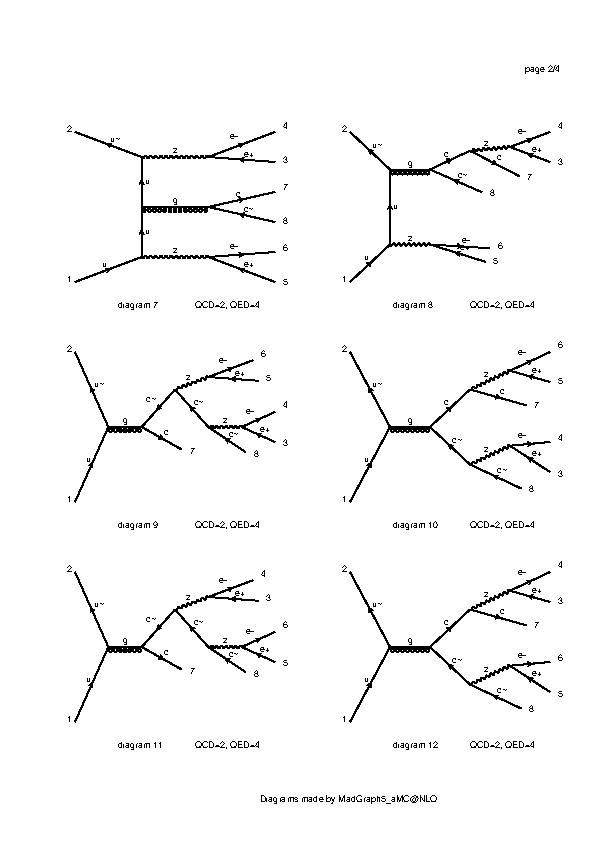 page 2/4
2 u~ z e- 4
e+ 3
u g c 7
c~ 8
u z e- 6
1 u e+ 5
diagram 7 QCD=2, QED=4
2 u~ g c z e- 4
e+ 3
c 7
c~ 8
u z e- 6
1 u e+ 5
diagram 8 QCD=2, QED=4
2 u~ z e- 6
e+ 5
g c~ c~ z e- 4
e+ 3
c 7
1 u c~ 8
diagram 9 QCD=2, QED=4
2 u~ z e- 6
e+ 5
g c c 7
c~ z e- 4
e+ 3
1 u c~ 8
diagram 10 QCD=2, QED=4
2 u~ z e- 4
e+ 3
g c~ c~ z e- 6
e+ 5
c 7
1 u c~ 8
diagram 11 QCD=2, QED=4
2 u~ z e- 4
e+ 3
g c c 7
c~ z e- 6
e+ 5
1 u c~ 8
diagram 12 QCD=2, QED=4
Diagrams made by MadGraph5_aMC@NLO